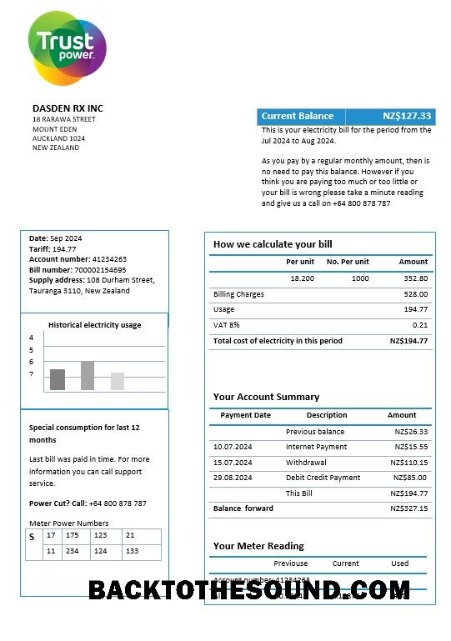 Trust
power.
DASDEN RX INC
18 RARAWA STREET
MOUNT EDEN
AUCKLAND 1024
NEW ZEALAND
Current Balance NZ$127.33
This is your electricity bill for the period from the
Jul 2024 to Aug 2024.
As you pay by a regular monthly amount, then is
no need to pay this balance. However if you
think you are paying too much or too little or
your bill is wrong please take a minute reading
and give us a call on +64 800 878 787
Date: Sep 2024
Tariff: 194.77
Account number: 41234263
Bill number: 700002154695
Supply address: 108 Durham Street,
Tauranga 3110, New Zealand
Historical electricity usage
4
5
6
7
Special consumption for last 12
months
Last bill was paid in time. For more
information you can call support
service.
Power Cut? Call: +64 800 878 787
Meter Power Numbers
S 17 175 123 21
11 234 124 133
How we calculate your bill
Per unit No. Per unit Amount
18.200 1000 352.80
Billing Charges 528.00
Usage 194.77
VAT 8% 0.21
Total cost of electricity in this period NZ$194.77
Your Account Summary
Payment Date Description Amount
Previous balance NZ$26.33
10.07.2024 Internet Payment NZ$15.55
15.07.2024 Withdrawal NZ$110.15
29.08.2024 Debit Credit Payment NZ$85.00
This Bill NZ$194.77
Balance forward NZ$327.15
Your Meter Reading
Previouse Current Used
Account number: 41234263
BACKTOTHESOUND.COM